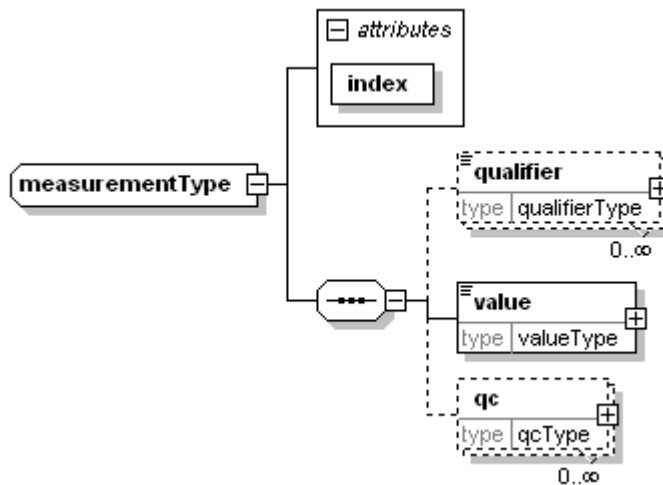 attributes
index
measurementType
qualifier
type qualifierType
0..∞
value
type valueType
qc
type qcType
0..∞